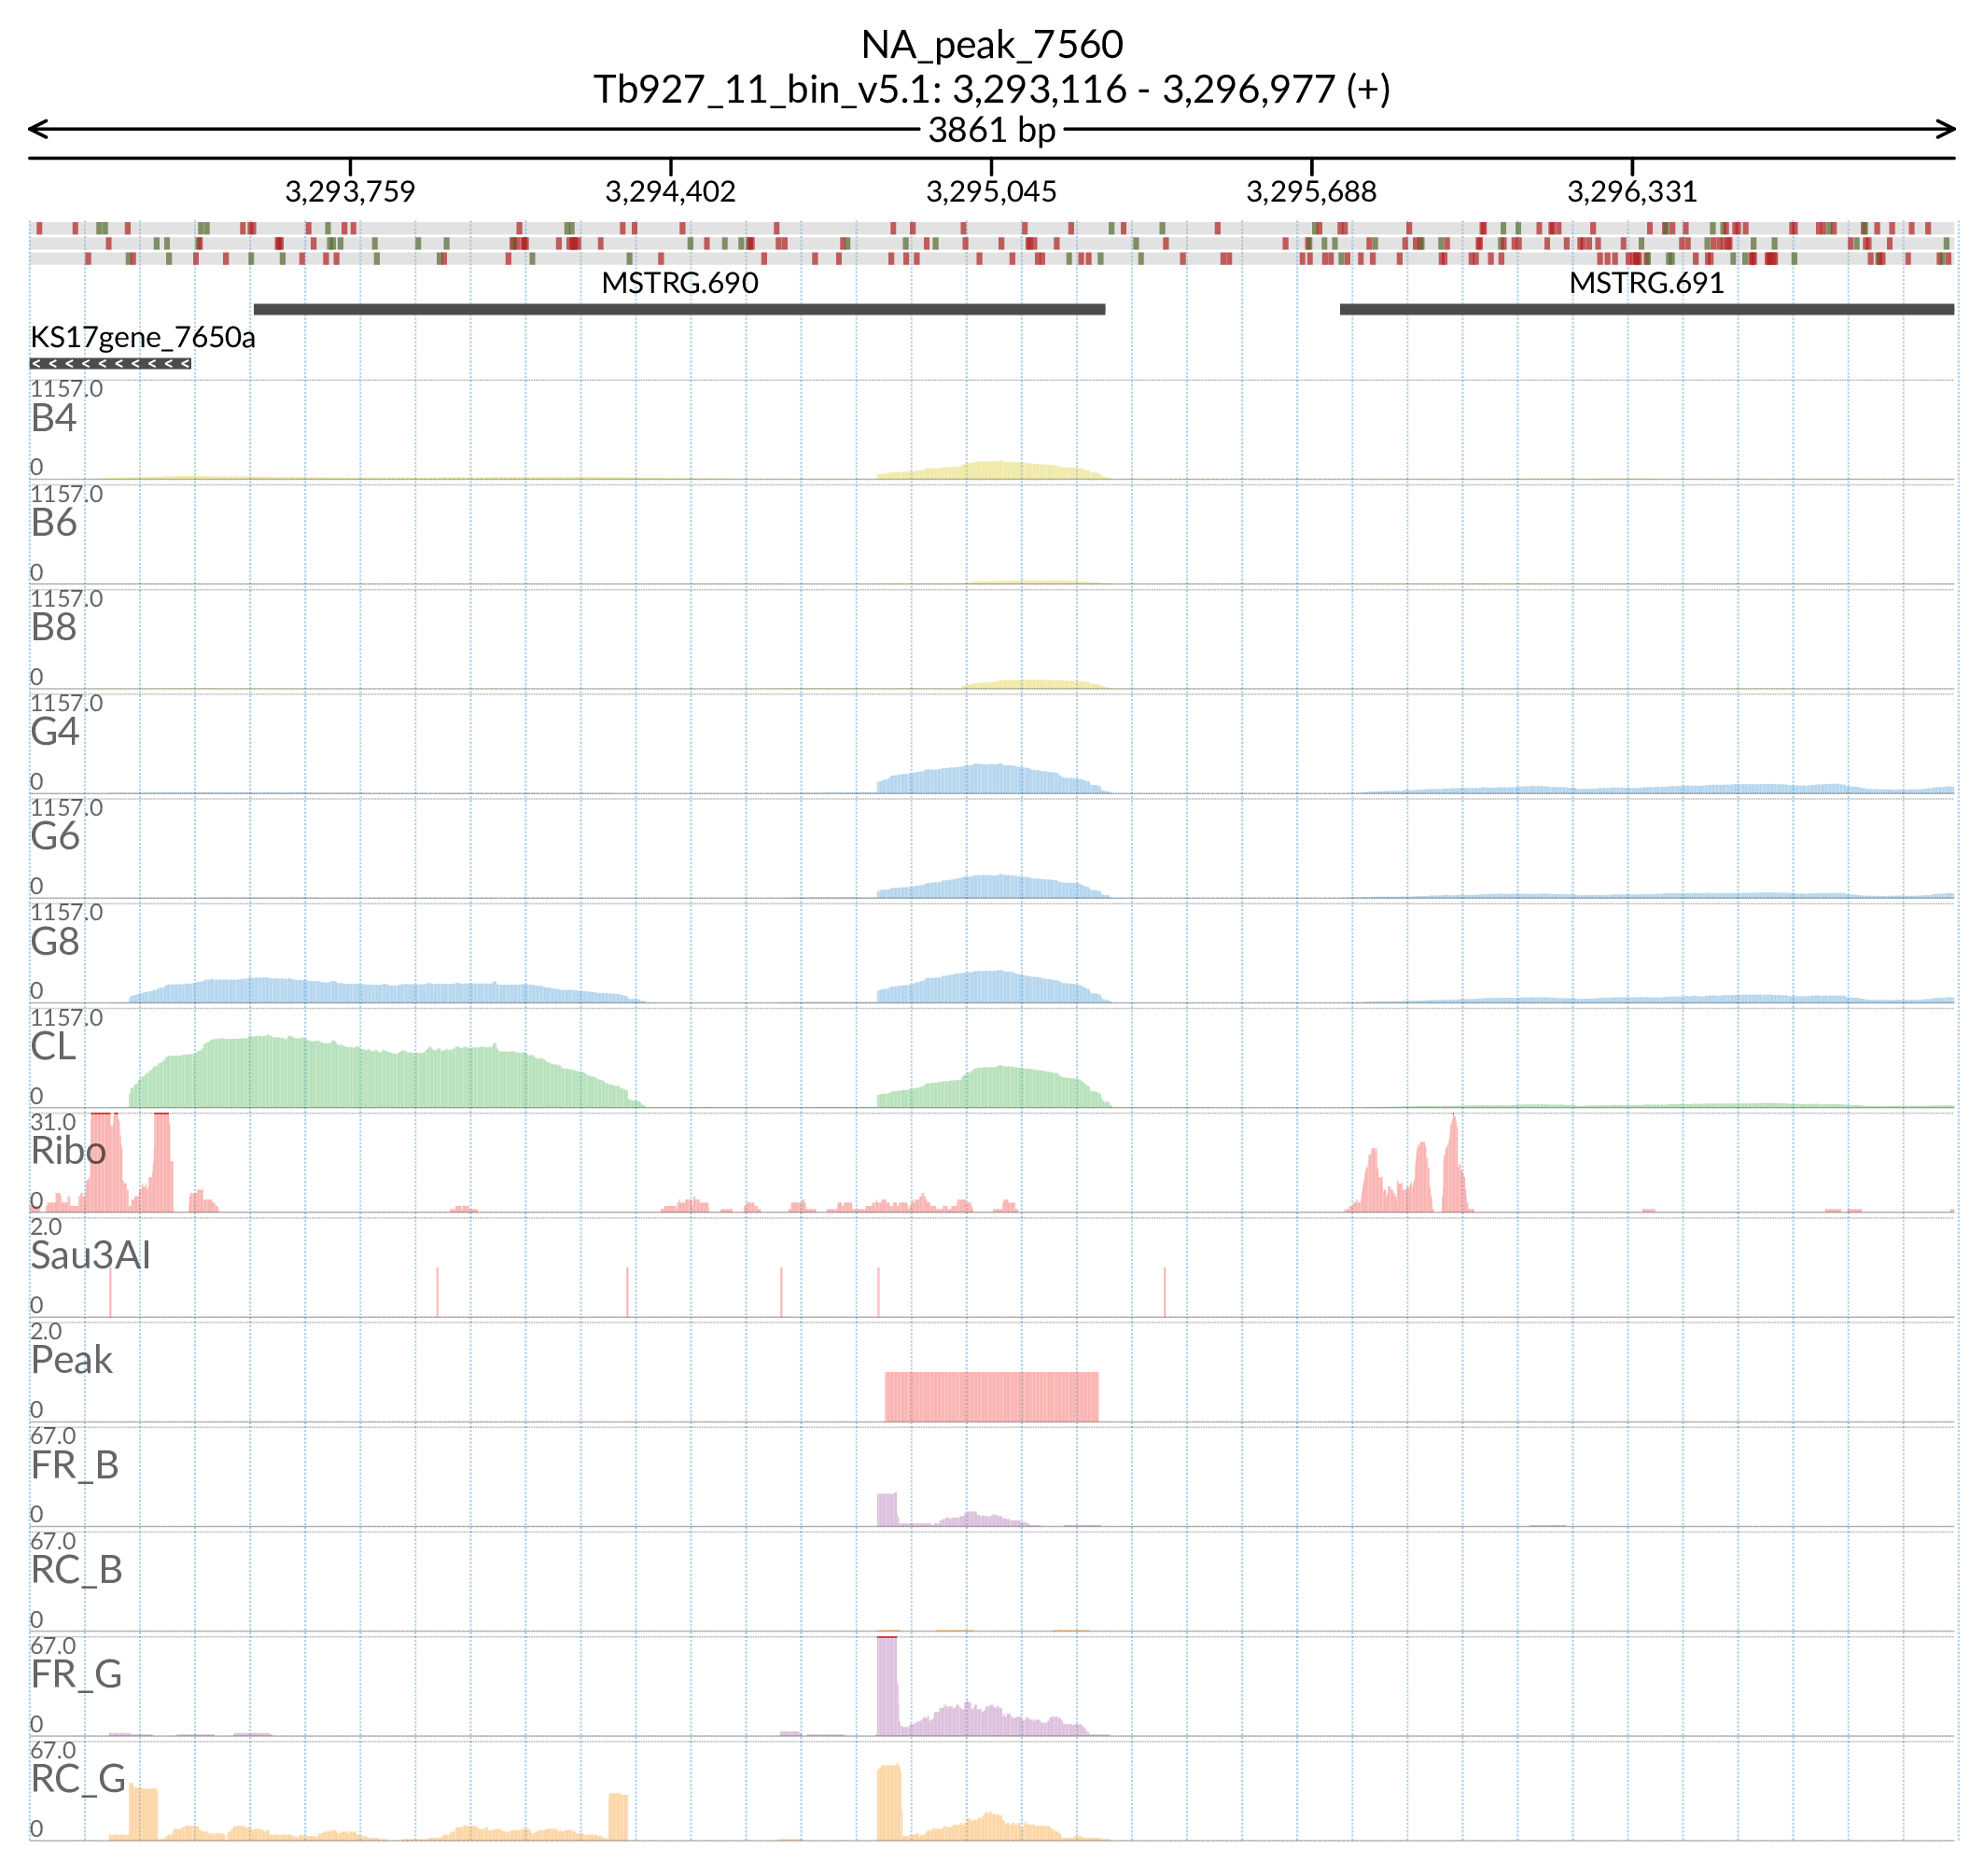 NA_peak_7560
Tb927_11_bin_v5.1: 3,293,116 - 3,296,977 (+)
3861 bp
3,293,759 3,294,402 3,295,045 3,295,688 3,296,331
MSTRG.690 MSTRG.691
KS17gene_7650a
1157.0
B4
0
1157.0
B6
0
1157.0
B8
0
1157.0
G4
0
1157.0
G6
0
1157.0
G8
0
1157.0
CL
0
31.0
Ribo
0
2.0
Sau3AI
0
2.0
Peak
0
67.0
FR_B
0
67.0
RC_B
0
67.0
FR_G
0
67.0
RC_G
0